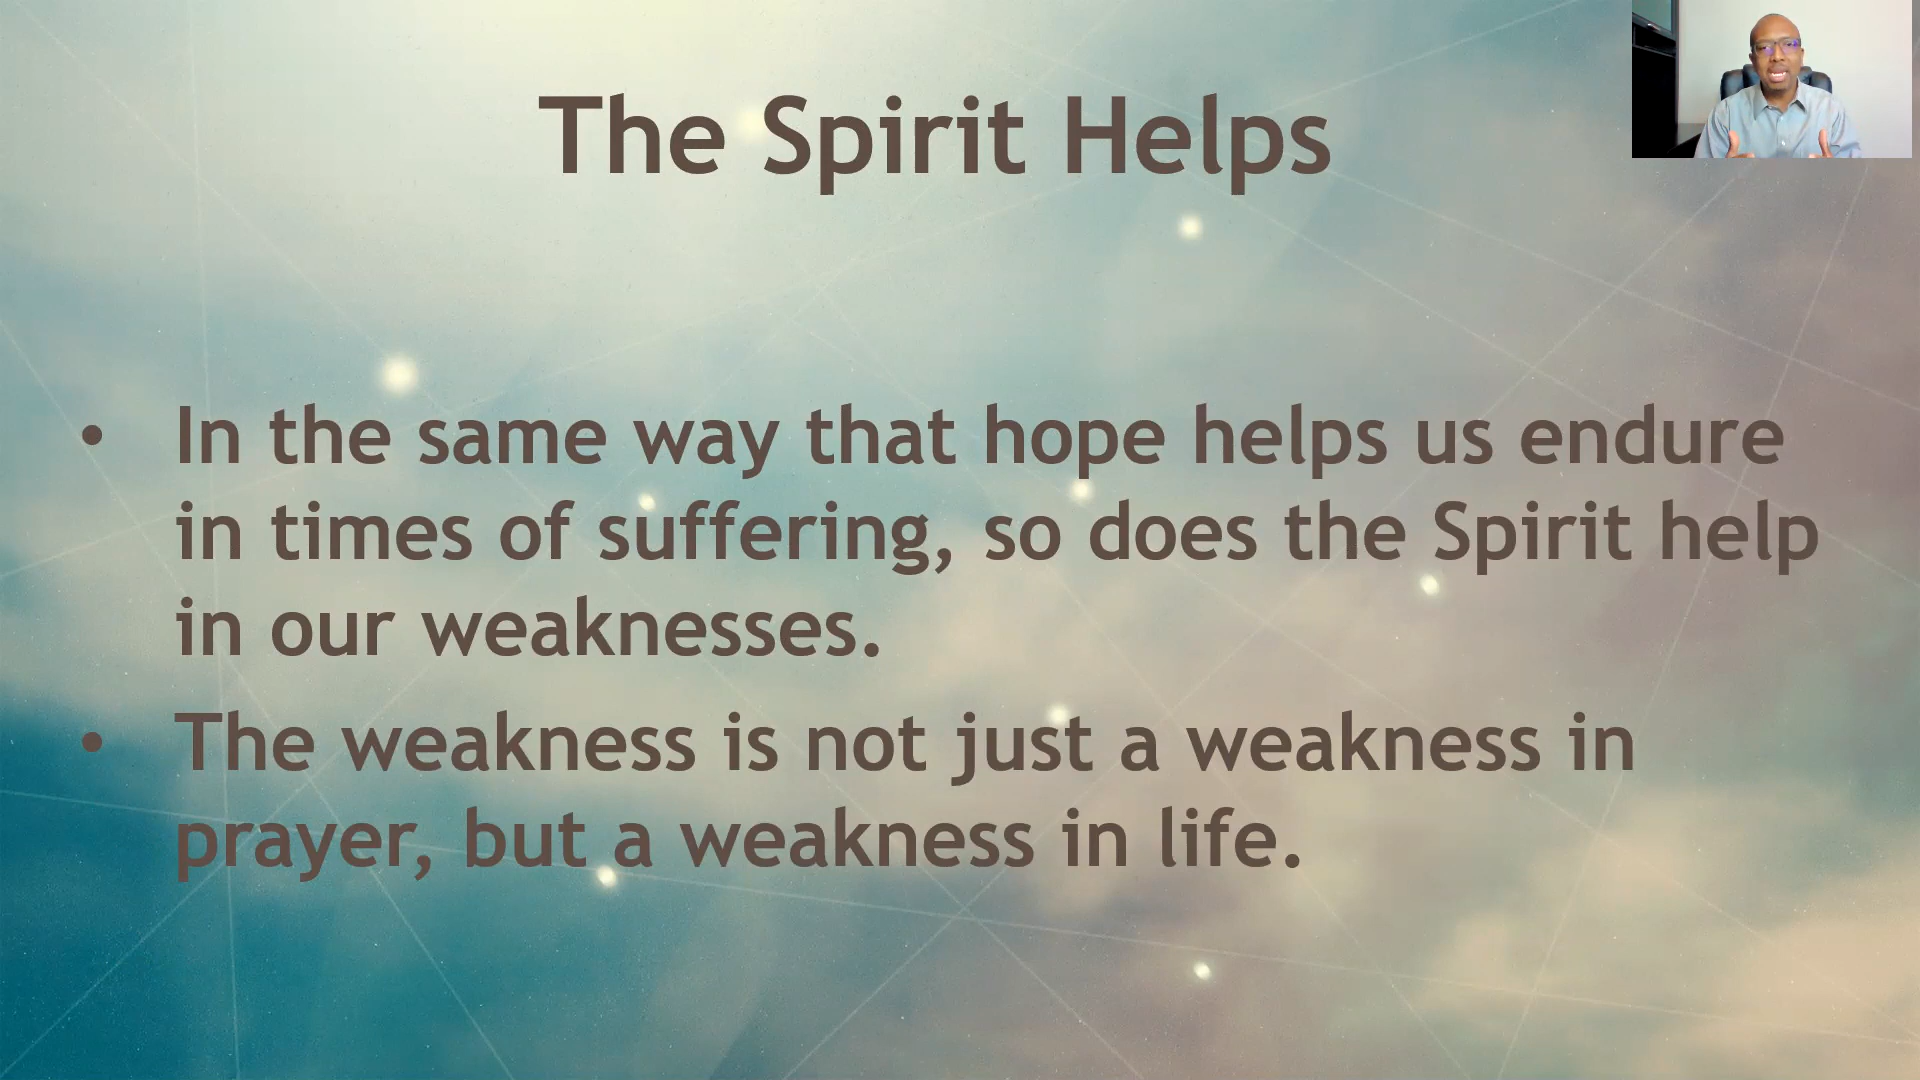 The Spirit Helps
• In the same way that hope helps us endure
in times of suffering, so does the Spirit help
in our weaknesses.
• The weakness is not just a weakness in
prayer, but a weakness in life.